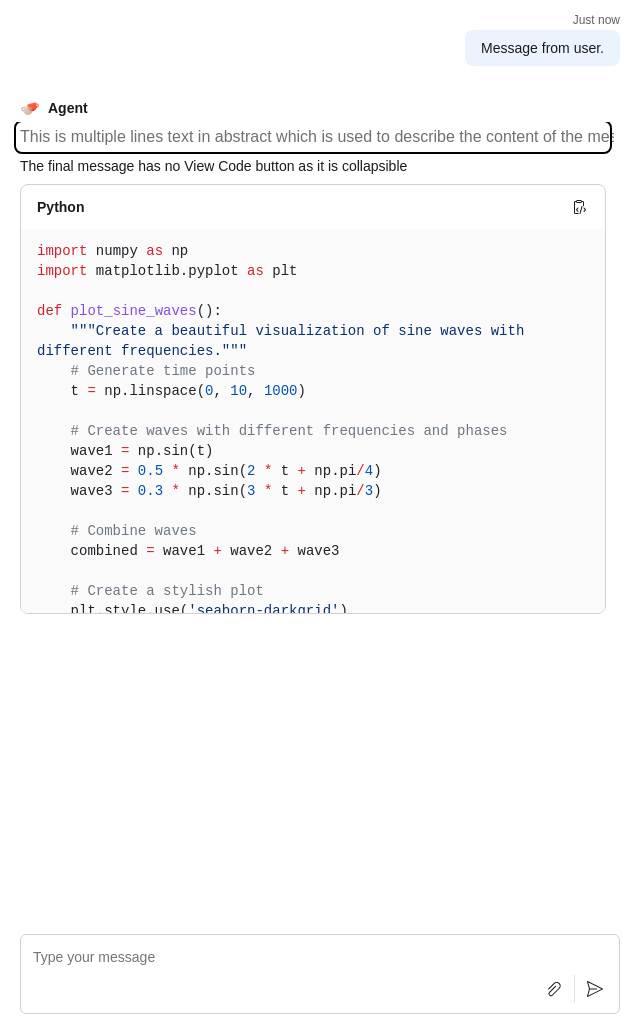 Just now
Message from user.
Agent
This is multiple lines text in abstract which is used to describe the content of the
The final message has no View Code button as it is collapsible
Python
import numpy as np
import matplotlib.pyplot as plt
def plot_sine_waves():
"""Create a beautiful visualization of sine waves with
different frequencies."""
# Generate time points
t = np.linspace(0, 10, 1000)
# Create waves with different frequencies and phases
wave1 = np.sin(t)
wave2 = 0.5 * np.sin(2 * t + np.pi/4)
wave3 = 0.3 * np.sin(3 * t + np.pi/3)
# Combine waves
combined = wave1 + wave2 + wave3
# Create a stylish plot
plt.style.use('seaborn-darkgrid')
Type your message